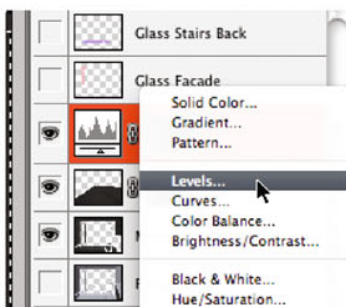 Glass Stairs Back
Glass Facade
Solid Color...
Gradient...
Pattern...
Levels...
Curves...
Color Balance...
Brightness/Contrast...
Black & White...
Hue/Saturation...